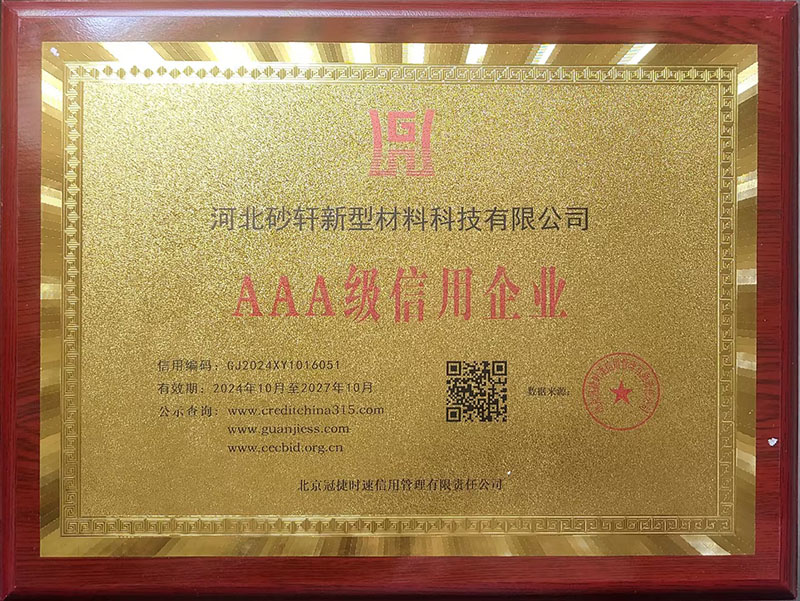 河北砂轩新型材料科技有限公司
AAA级信用企业
信用编码：GJ2024XY1016051
有效期：2024年10月至2027年10月
公示查询：www.creditchina315.com
www.guanjiess.com
www.cecbid.org.cn
数据来源：
北京冠捷时速信用管理有限责任公司